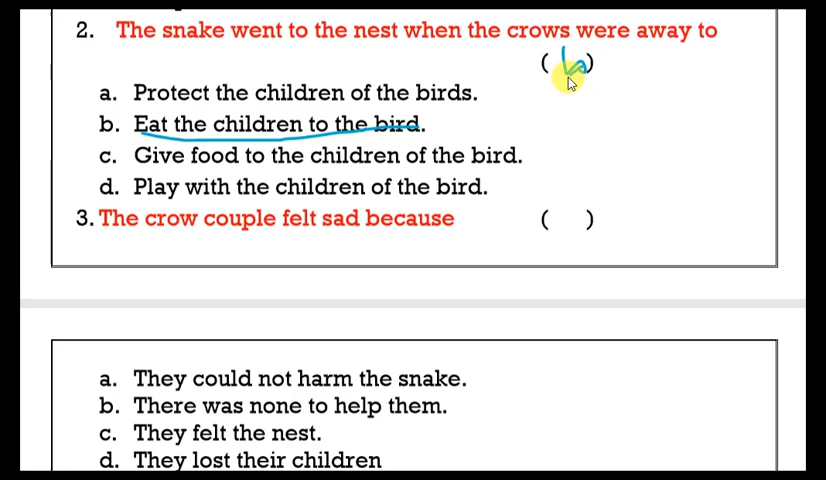 2. The snake went to the nest when the crows were away to
( b )
a. Protect the children of the birds.
b. Eat the children to the bird.
c. Give food to the children of the bird.
d. Play with the children of the bird.
3. The crow couple felt sad because ( )
a. They could not harm the snake.
b. There was none to help them.
c. They felt the nest.
d. They lost their children